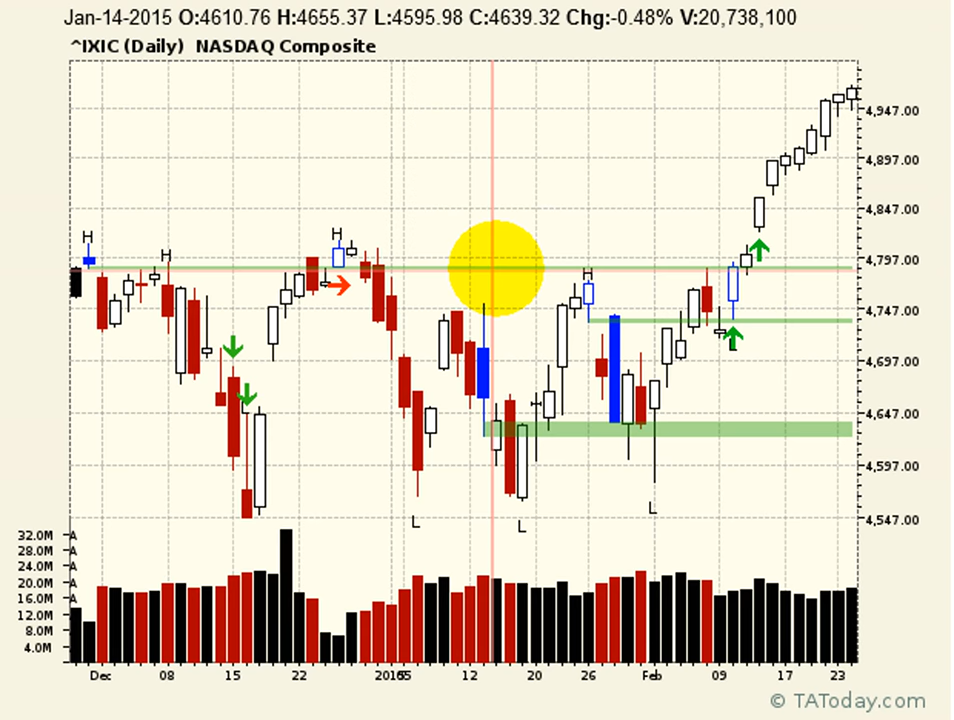 Jan-14-2015 O:4610.76 H:4655.37 L:4595.98 C:4639.32 Chg:-0.48% V:20,738,100
^IXIC (Daily) NASDAQ Composite
4,947.00
4,897.00
4,847.00
H H H H
4,797.00
4,747.00
L
4,697.00
4,647.00
4,597.00
L L L
4,547.00
32.0M A
28.0M A
24.0M A
20.0M A
16.0M A
12.0M
8.0M
4.0M
Dec 08 15 22 12 20 26 Feb 09 17 23
© TAToday.com